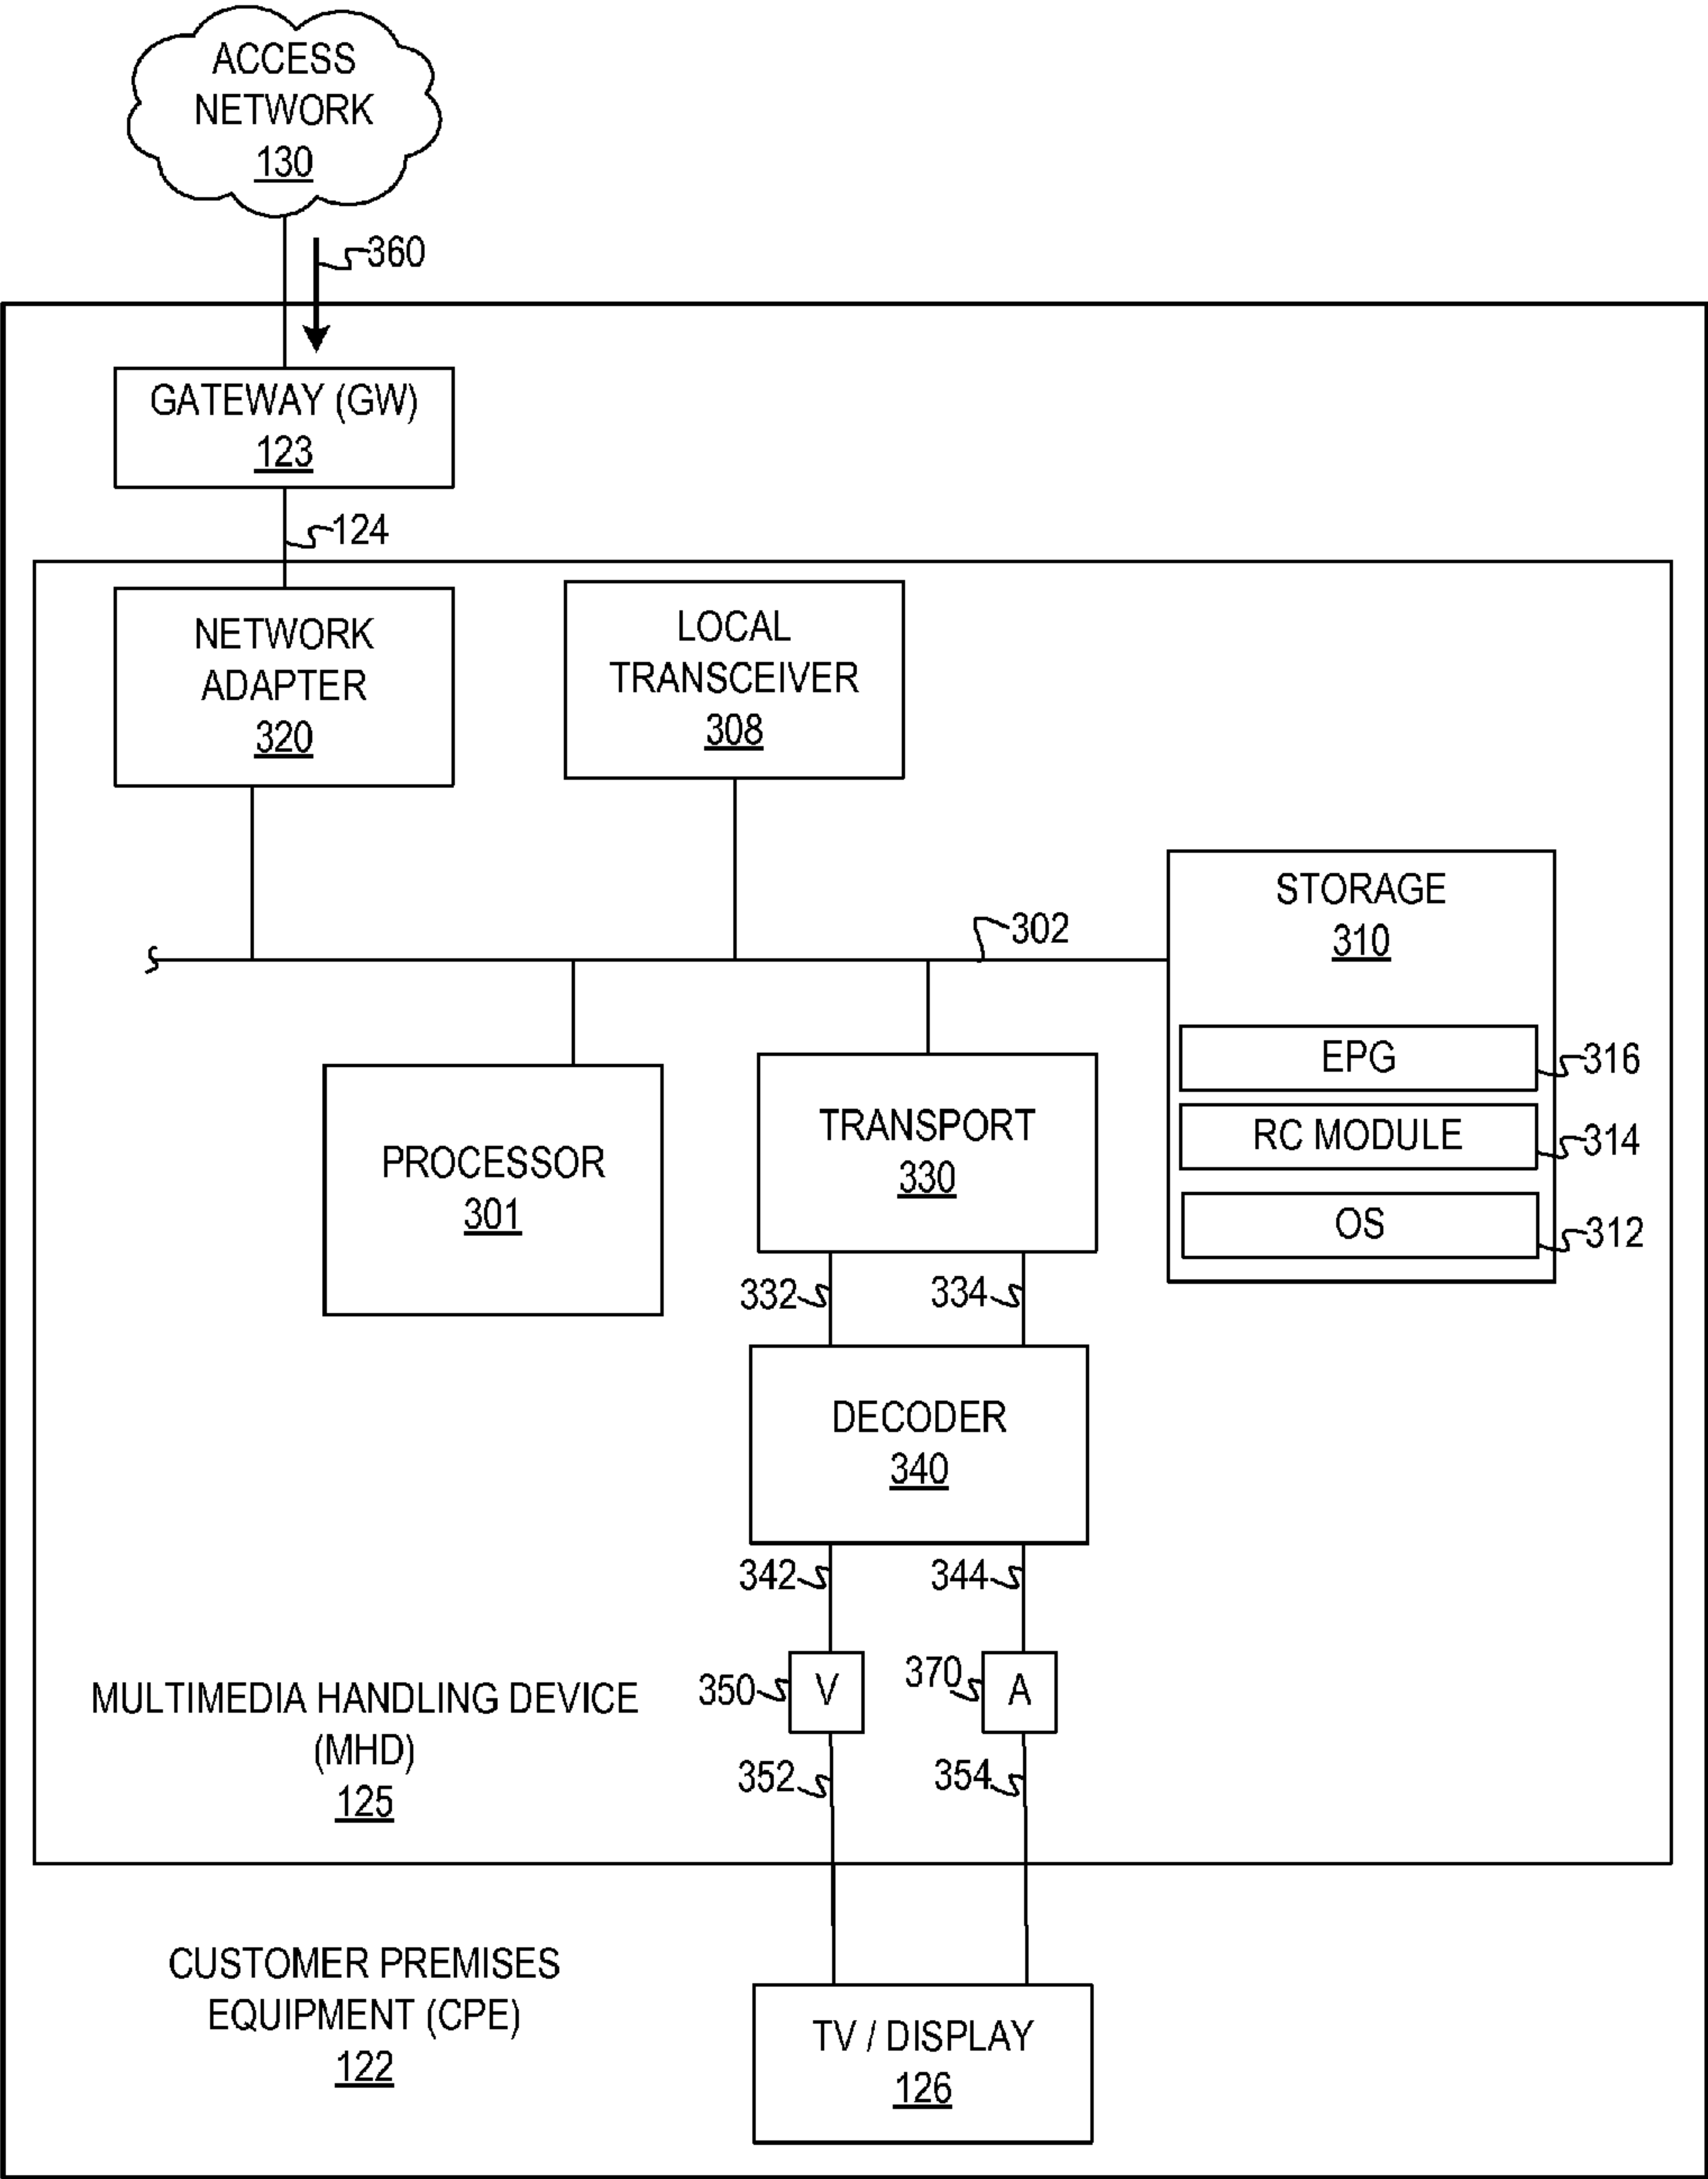 ACCESS
NETWORK
130
360
GATEWAY (GW)
123
124
NETWORK
ADAPTER
320
LOCAL
TRANSCEIVER
308
302
STORAGE
310
EPG
316
RC MODULE
314
OS
312
PROCESSOR
301
TRANSPORT
330
332
334
DECODER
340
342
344
350
V
370
A
352
354
MULTIMEDIA HANDLING DEVICE
(MHD)
125
CUSTOMER PREMISES
EQUIPMENT (CPE)
122
TV / DISPLAY
126